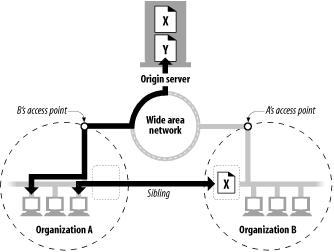 X
Y
Origin server
B's access point
A's access point
Wide area
network
X
Sibling
Organization A
Organization B